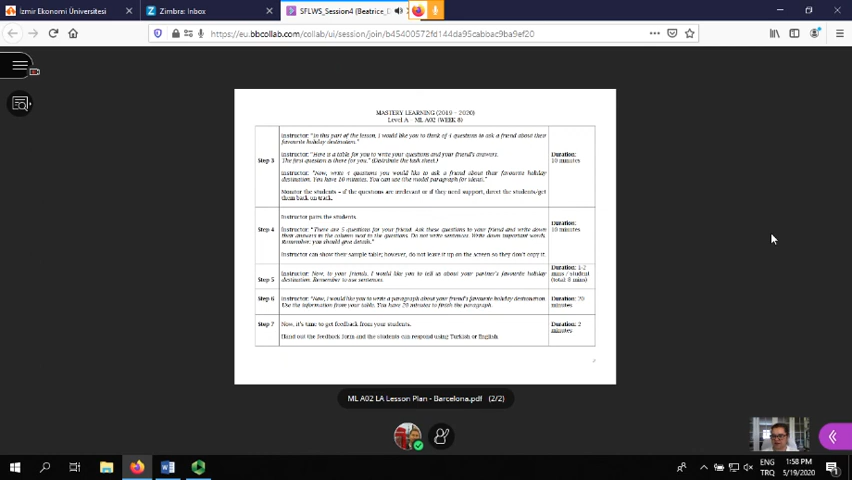 İzmir Ekonomi Üniversitesi
Zimbra: Inbox
SFLWS_Session4 (Beatrice_D
https://eu.bbcollab.com/collab/ui/session/join/b45400572fd144da95cabbac9ba9ef20
MASTERY LEARNING (2019 – 2020)
Level A – ML A02 (WEEK 8)
Step 3
Instructor: "In this part of the lesson, I would like you to think of 4 questions to ask a friend about their
favourite holiday destination."
Instructor: "Here is a table for you to write your questions and your friend's answers.
The first question is there for you." (Distribute the task sheet.)
Instructor: "Now, write 4 questions you would like to ask a friend about their favourite holiday
destination. You have 10 minutes. You can use the model paragraph for ideas."
Monitor the students – if the questions are irrelevant or if they need support, direct the students/get
them back on track.
Duration:
10 minutes
Step 4
Instructor pairs the students.
Instructor: "There are 5 questions for your friend. Ask these questions to your friend and write down
their answers in the column next to the questions. Do not write sentences. Write down important words.
Remember, you should give details."
Instructor can show their sample table; however, do not leave it up on the screen so they don't copy it.
Duration:
10 minutes
Step 5
Instructor: Now, to your friends, I would like you to tell us about your partner's favourite holiday
destination. Remember to use sentences.
Duration: 1-2
mins / student
(total: 8 mins)
Step 6
Instructor: "Now, I would like you to write a paragraph about your friend's favourite holiday destination.
Use the information from your table. You have 20 minutes to finish the paragraph.
Duration: 20
minutes
Step 7
Now, it's time to get feedback from your students.
Hand out the feedback form and the students can respond using Turkish or English.
Duration: 2
minutes
ML A02 LA Lesson Plan - Barcelona.pdf (2/2)
ENG
TRQ
1:58 PM
5/19/2020